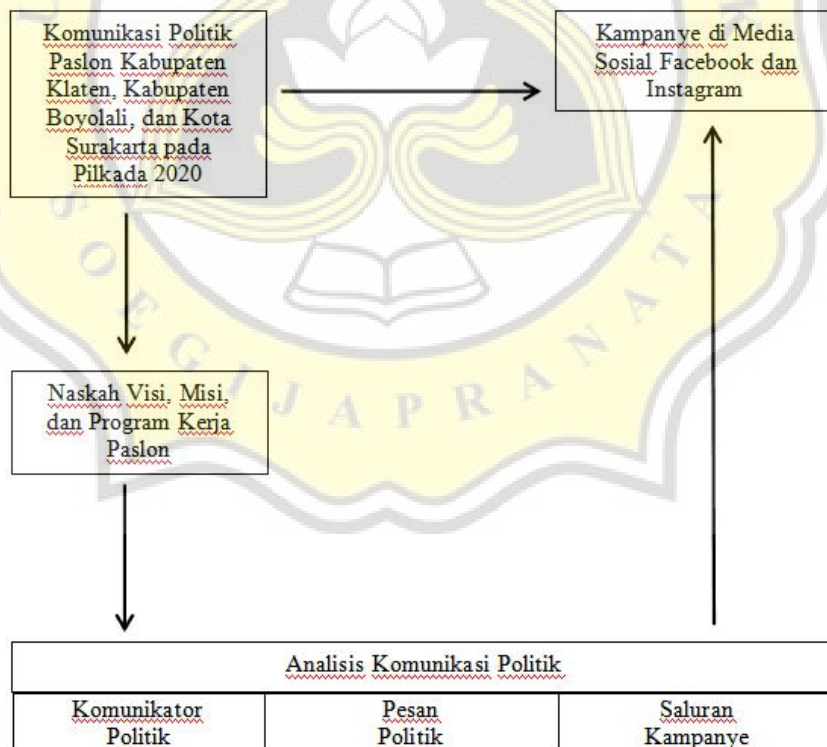 Komunikasi Politik
Paslon Kabupaten
Klaten, Kabupaten
Boyolali, dan Kota
Surakarta pada
Pilkada 2020
Kampanye di Media
Sosial Facebook dan
Instagram
SOEGIJAPRANATA
Naskah Visi, Misi,
dan Program Kerja
Paslon
Analisis Komunikasi Politik
Komunikator
Politik
Pesan
Politik
Saluran
Kampanye